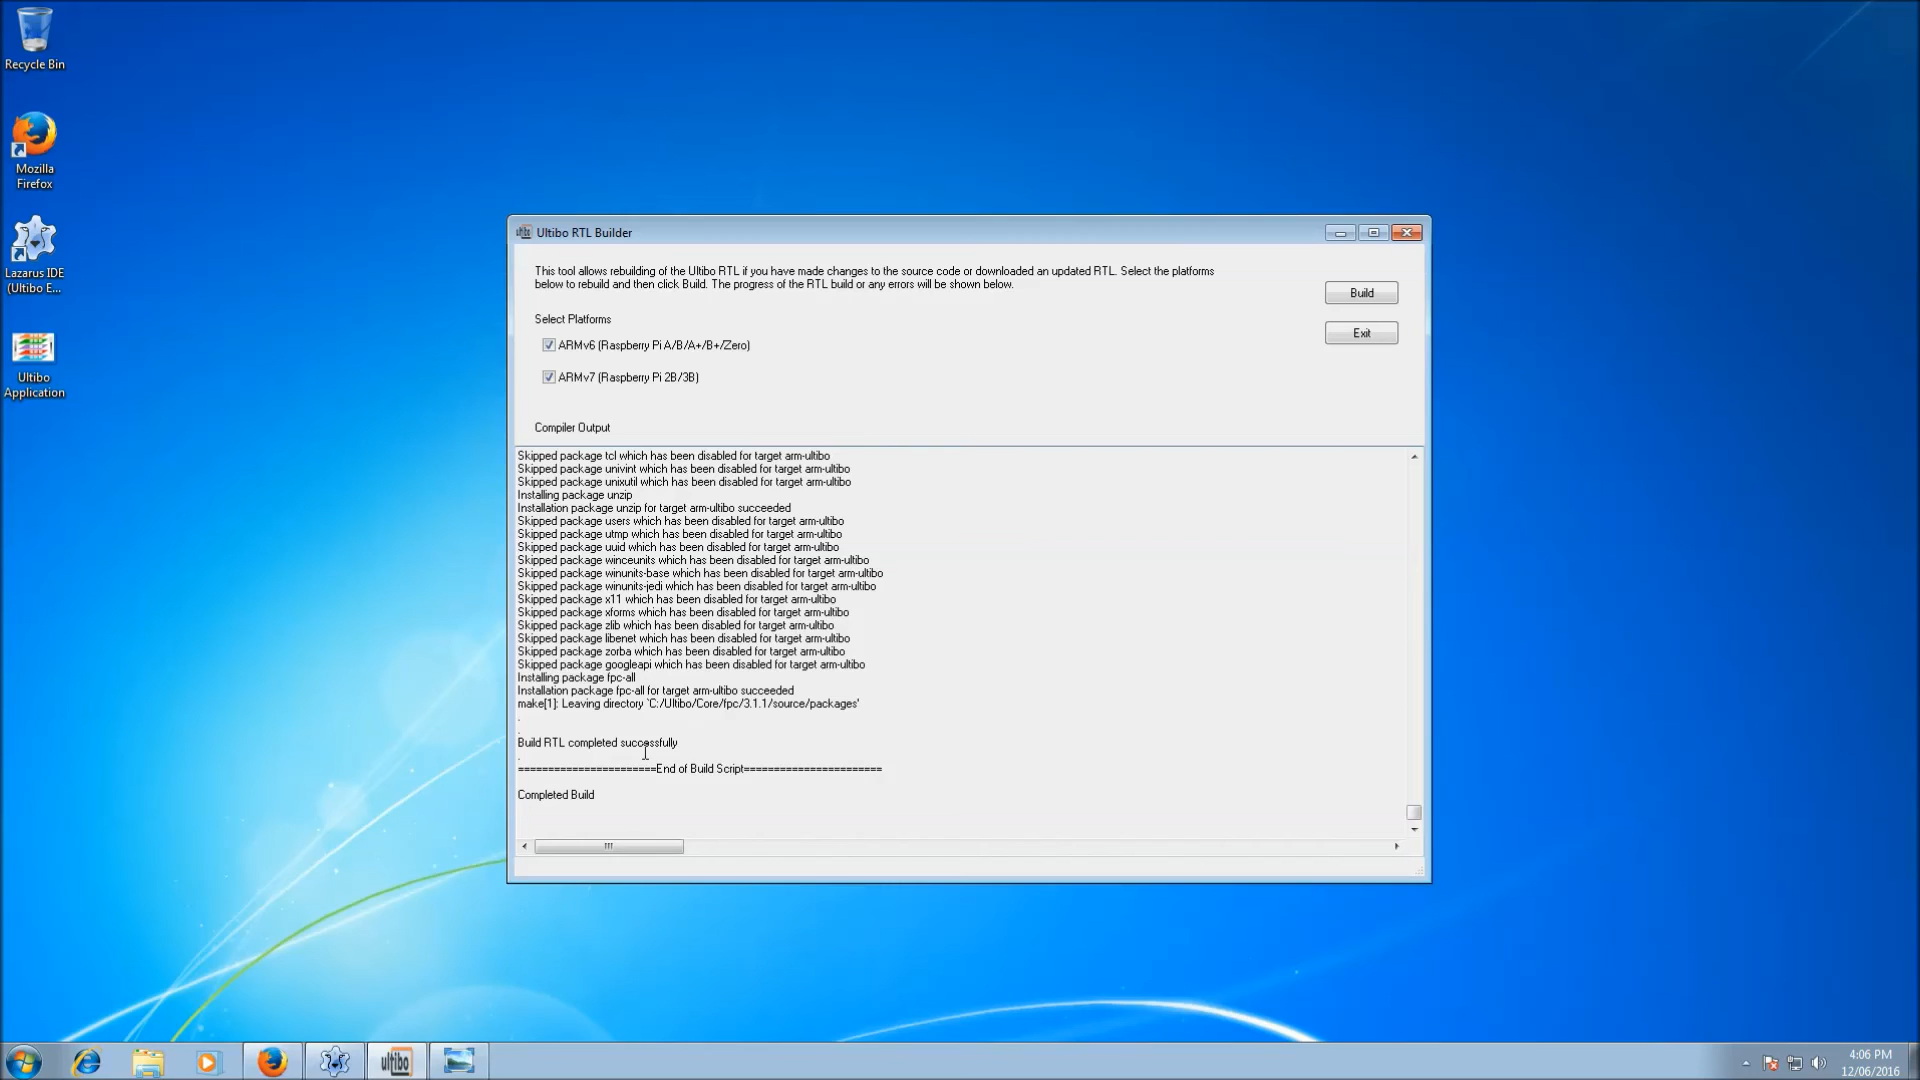 Recycle Bin
Mozilla
Firefox
Lazarus IDE
(Ultibo E...
Ultibo
Application
Ultibo RTL Builder
This tool allows rebuilding of the Ultibo RTL if you have made changes to the source code or downloaded an updated RTL. Select the platforms
below to rebuild and then click Build. The progress of the RTL build or any errors will be shown below.
Build
Exit
Select Platforms
ARMv6 (Raspberry Pi A/B/A+/B+/Zero)
ARMv7 (Raspberry Pi 2B/3B)
Compiler Output
Skipped package tcl which has been disabled for target arm-ultibo
Skipped package univint which has been disabled for target arm-ultibo
Skipped package unixutil which has been disabled for target arm-ultibo
Installing package unzip
Installation package unzip for target arm-ultibo succeeded
Skipped package users which has been disabled for target arm-ultibo
Skipped package utmp which has been disabled for target arm-ultibo
Skipped package uuid which has been disabled for target arm-ultibo
Skipped package winceunits which has been disabled for target arm-ultibo
Skipped package winunits-base which has been disabled for target arm-ultibo
Skipped package winunits-jedi which has been disabled for target arm-ultibo
Skipped package x11 which has been disabled for target arm-ultibo
Skipped package xforms which has been disabled for target arm-ultibo
Skipped package zlib which has been disabled for target arm-ultibo
Skipped package libenet which has been disabled for target arm-ultibo
Skipped package zorba which has been disabled for target arm-ultibo
Skipped package googleapi which has been disabled for target arm-ultibo
Installing package fpc-all
Installation package fpc-all for target arm-ultibo succeeded
make[1]: Leaving directory `C:/Ultibo/Core/fpc/3.1.1/source/packages'
.
.
Build RTL completed successfully
.
=======================End of Build Script=======================
Completed Build
ultibo
4:06 PM
12/06/2016